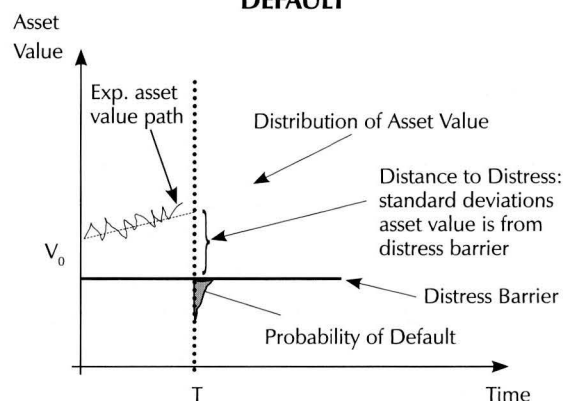 DEFAULT
Asset
Value
Exp. asset
value path
Distribution of Asset Value
Distance to Distress:
standard deviations
asset value is from
distress barrier
V0
Distress Barrier
Probability of Default
T
Time